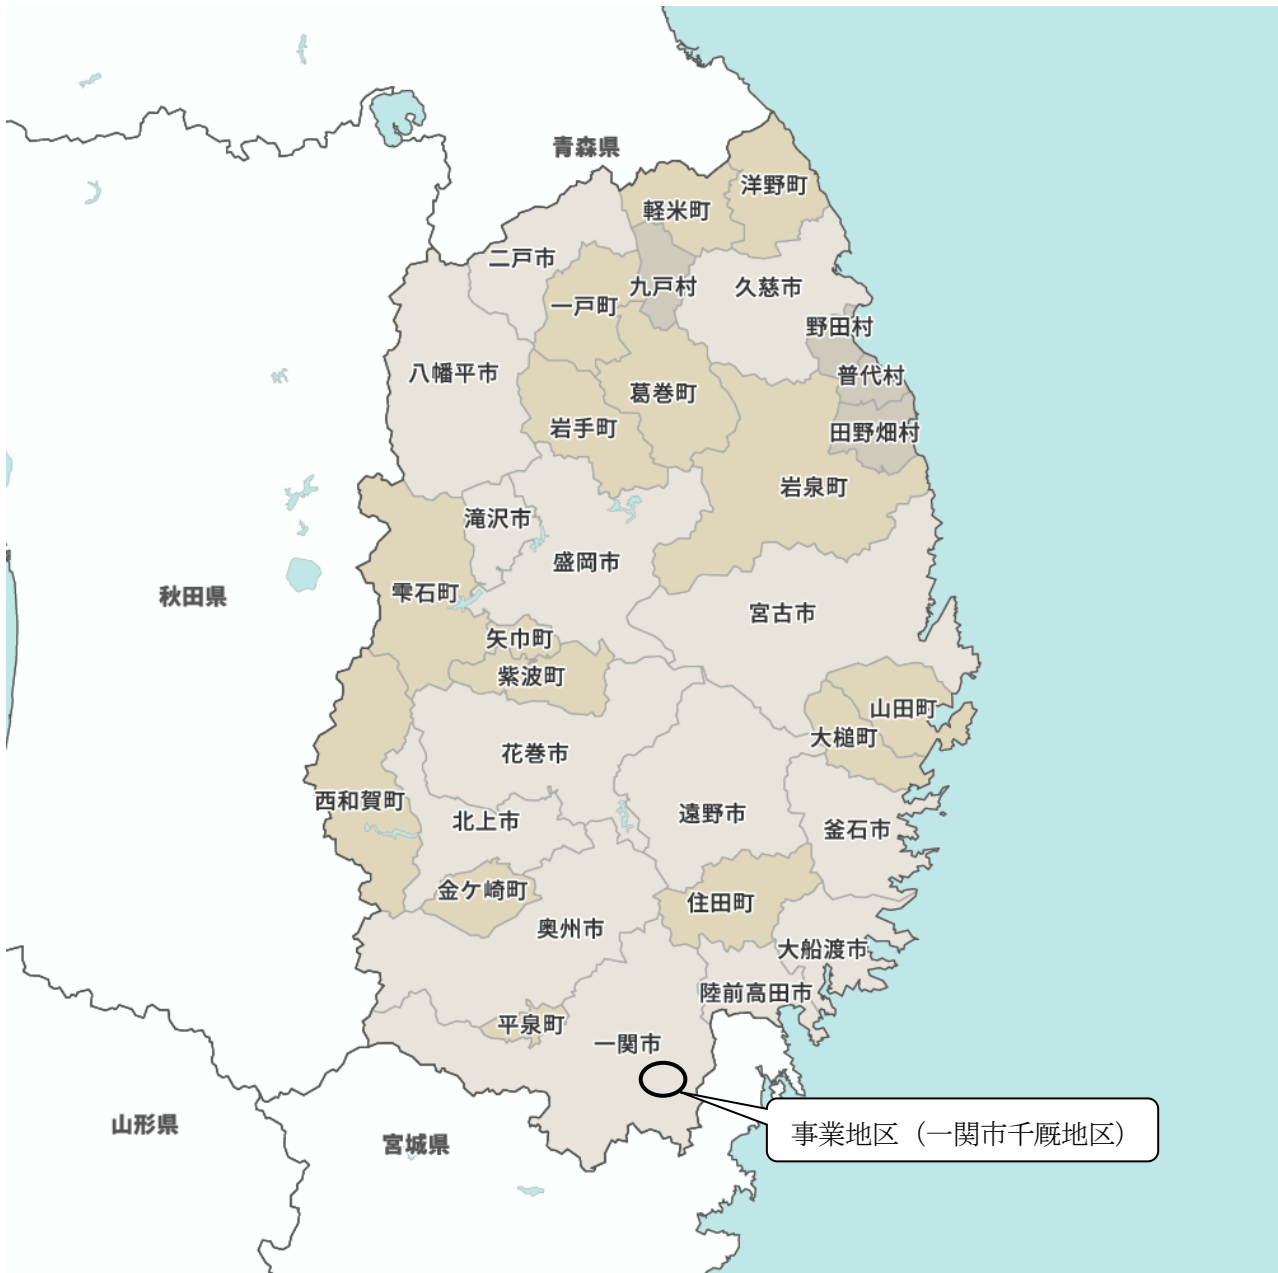 青森県
洋野町
軽米町
二戸市
九戸村
久慈市
一戸町
野田村
八幡平市
普代村
葛巻町
岩手町
田野畑村
岩泉町
滝沢市
盛岡市
雫石町
秋田県
宮古市
矢巾町
紫波町
山田町
大槌町
花巻市
西和賀町
北上市
遠野市
釜石市
金ケ崎町
住田町
奥州市
大船渡市
陸前高田市
平泉町
一関市
山形県
事業地区（一関市千厩地区）
宮城県